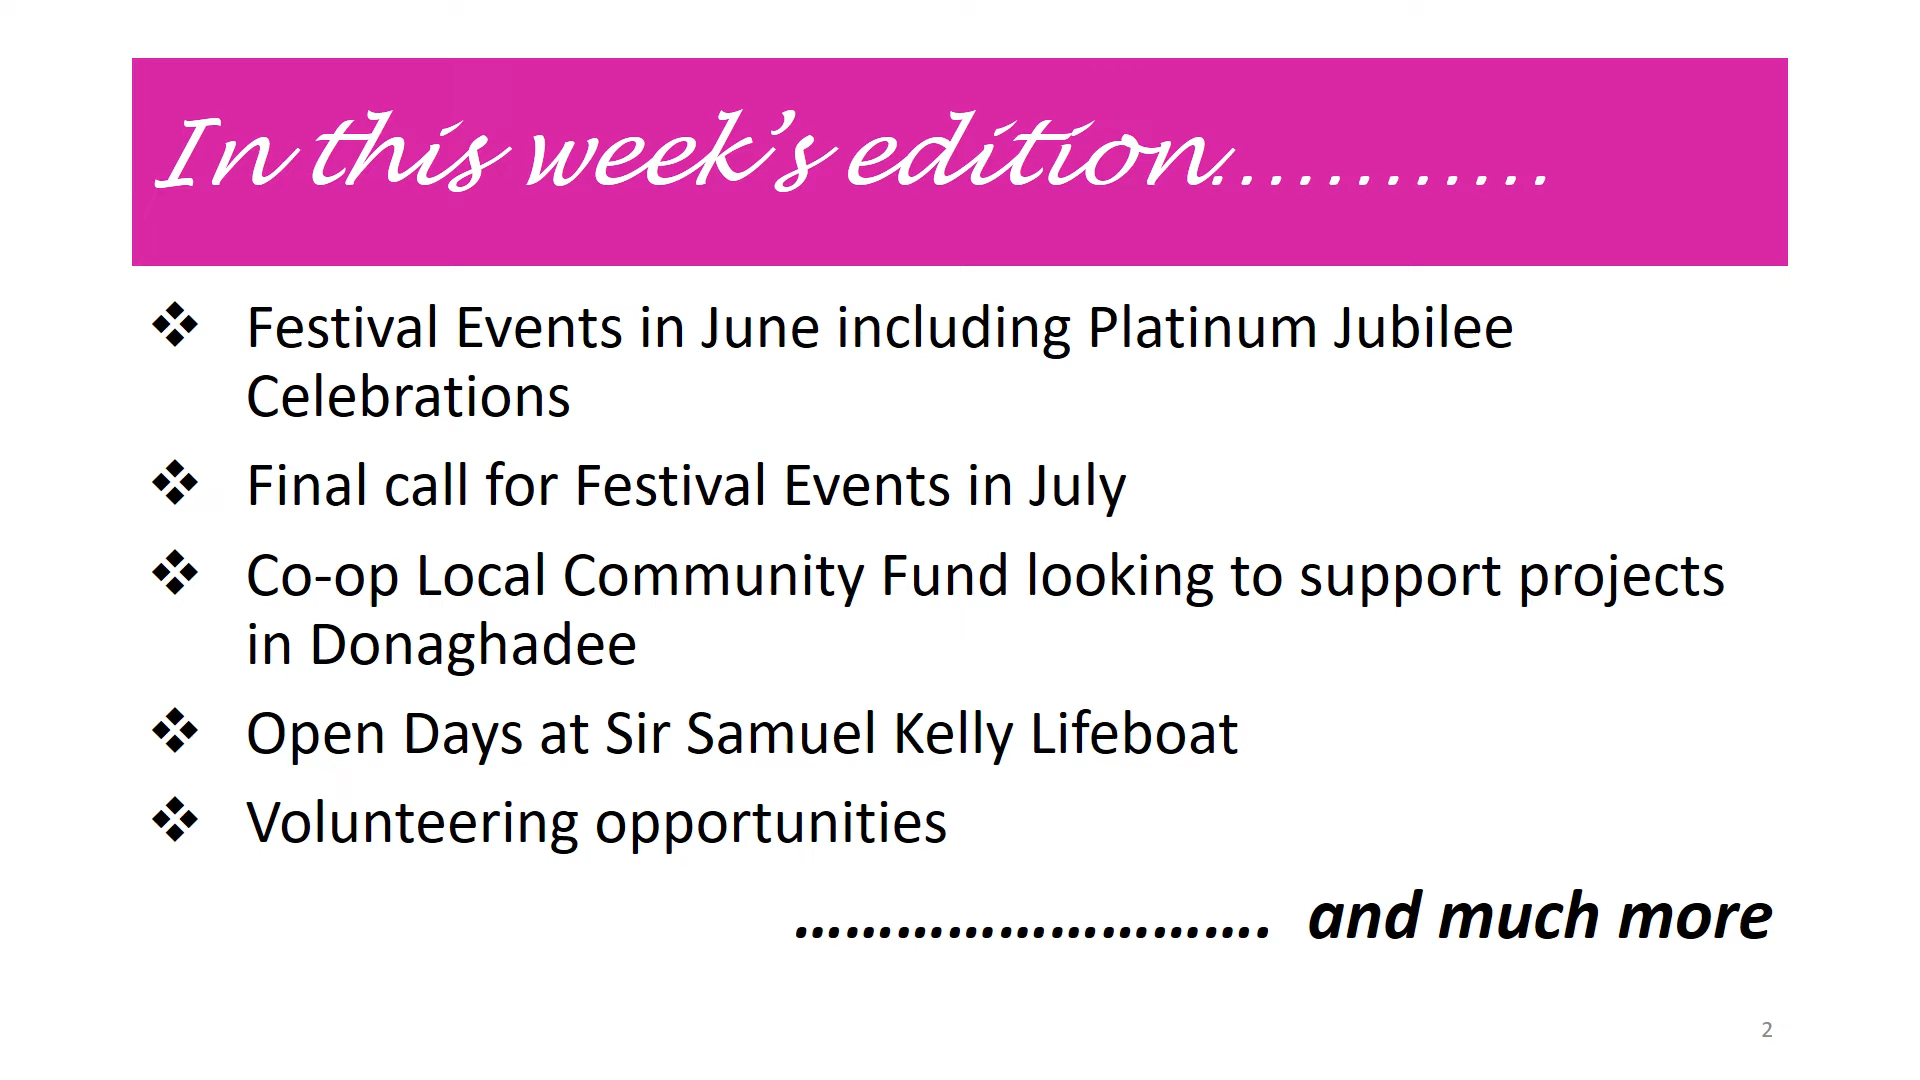 In this week's edition...........
❖ Festival Events in June including Platinum Jubilee
Celebrations
❖ Final call for Festival Events in July
❖ Co-op Local Community Fund looking to support projects
in Donaghadee
❖ Open Days at Sir Samuel Kelly Lifeboat
❖ Volunteering opportunities
………………………. and much more
2